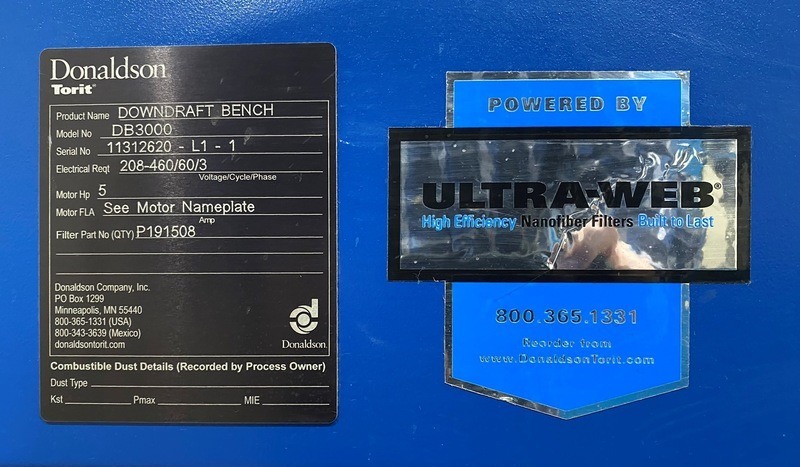 Donaldson
Torit®
Product Name DOWNDRAFT BENCH
Model No DB3000
Serial No 11312620 - L1 - 1
Electrical Reqt 208-460/60/3
Voltage/Cycle/Phase
Motor Hp 5
Motor FLA See Motor Nameplate
Amp
Filter Part No (QTY) P191508
Donaldson Company, Inc.
PO Box 1299
Minneapolis, MN 55440
800-365-1331 (USA)
800-343-3639 (Mexico)
donaldsontorit.com
Donaldson.
Combustible Dust Details (Recorded by Process Owner)
Dust Type
Kst Pmax MIE
POWERED BY
ULTRA-WEB®
High Efficiency Nanofiber Filters Built to Last
800.365.1331
Reorder from
www.DonaldsonTorit.com